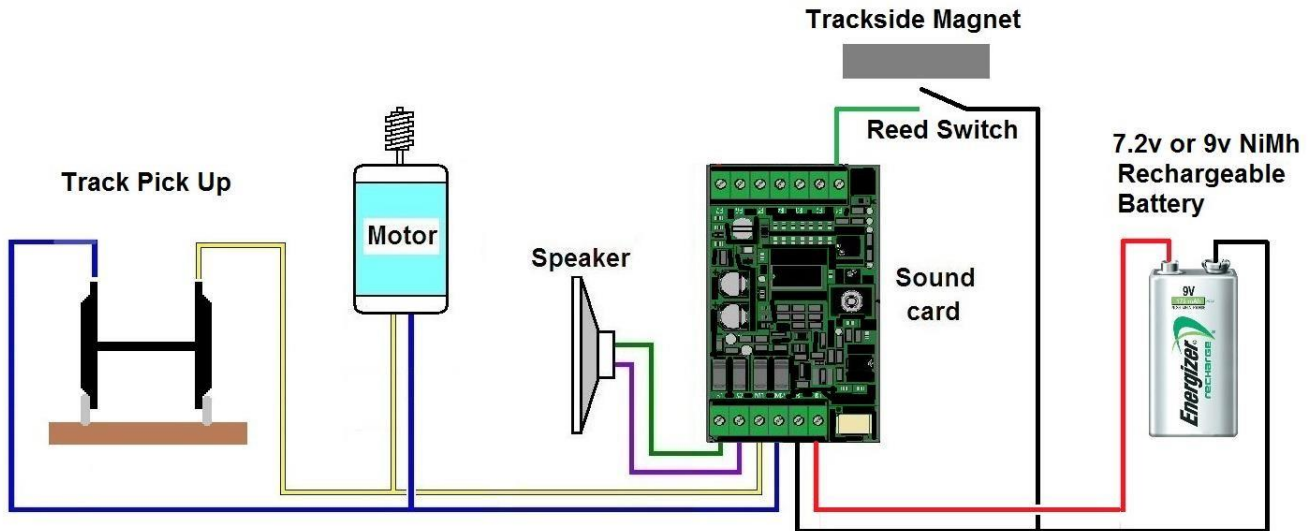 Trackside Magnet
Reed Switch
7.2v or 9v NiMh
Rechargeable
Battery
Track Pick Up
Motor
Speaker
Sound
card
9V
Energizer
recharge